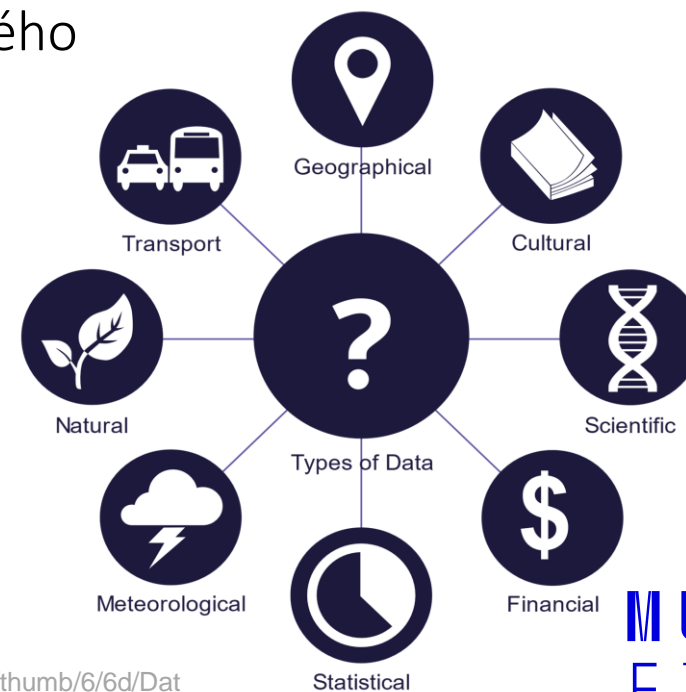 ého
Geographical
Transport
Cultural
?
Natural
Scientific
Types of Data
$
Meteorological
Financial
Statistical
M U
thumb/6/6d/Dat